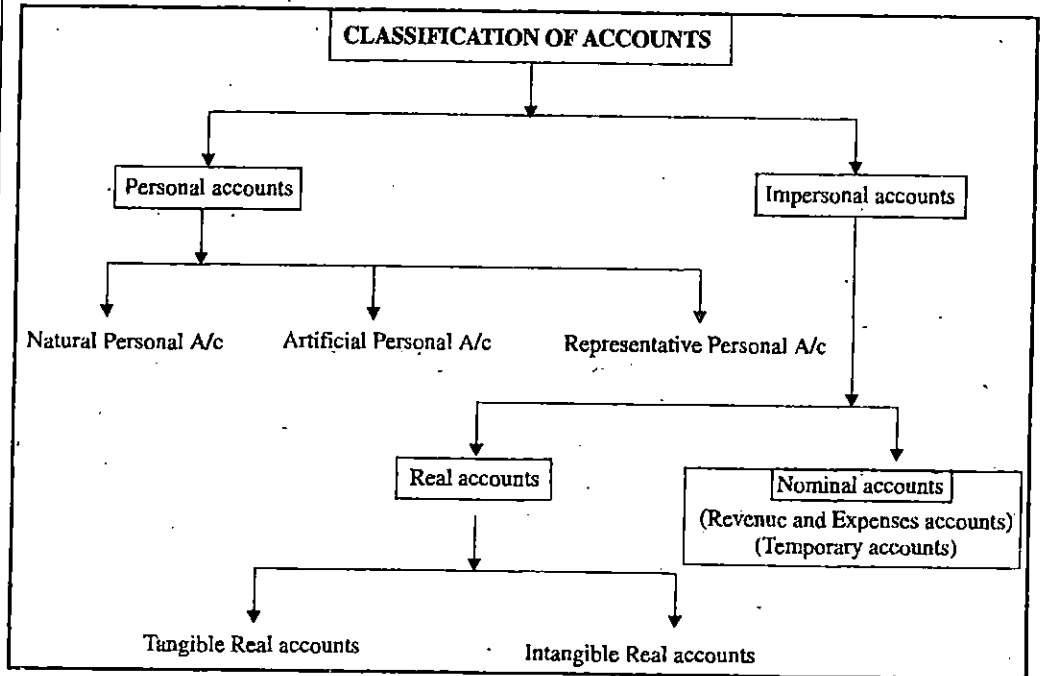 CLASSIFICATION OF ACCOUNTS
Personal accounts
Impersonal accounts
Natural Personal A/c
Artificial Personal A/c
Representative Personal A/c
Real accounts
Nominal accounts
(Revenue and Expenses accounts)
(Temporary accounts)
Tangible Real accounts
Intangible Real accounts